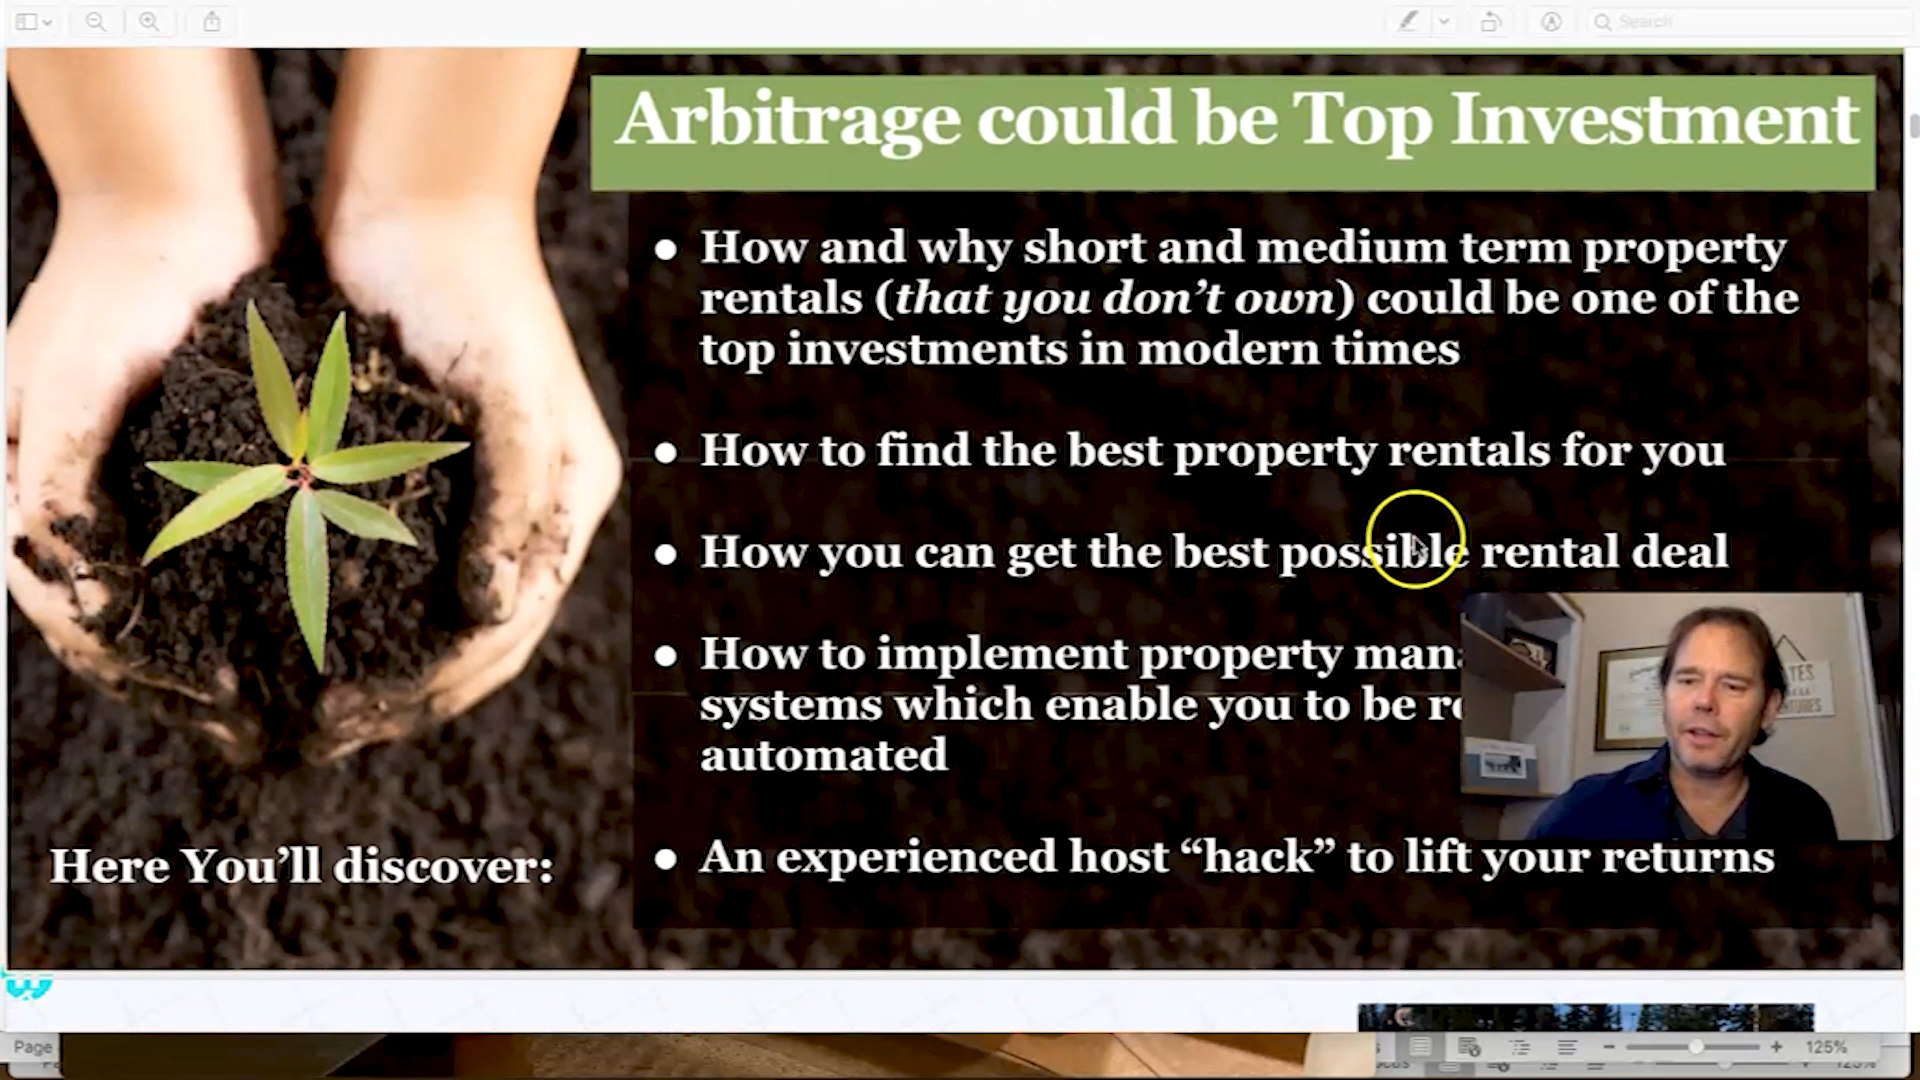 Search
Arbitrage could be Top Investment
● How and why short and medium term property
rentals (that you don't own) could be one of the
top investments in modern times
● How to find the best property rentals for you
● How you can get the best possible rental deal
● How to implement property
systems which enable you to be
automated
● An experienced host “hack” to lift your returns
Here You'll discover:
Page
125%